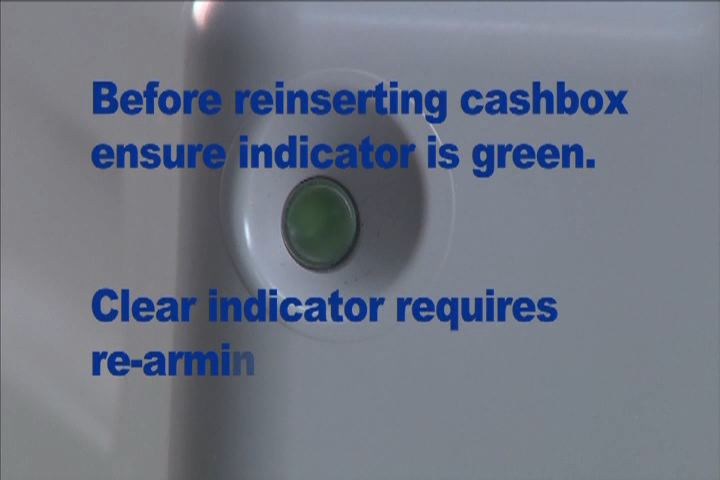 Before reinserting cashbox
ensure indicator is green.
Clear indicator requires
re-armin